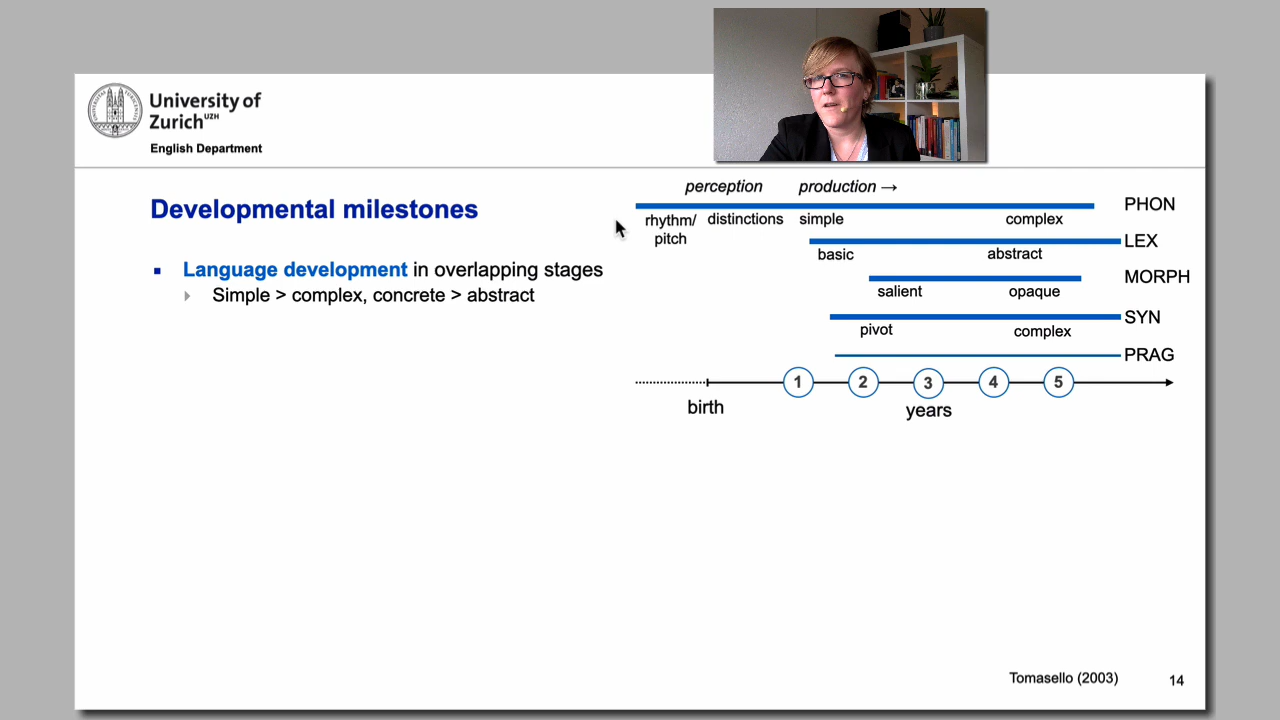 University of
Zurich UZH
English Department
Developmental milestones
Language development in overlapping stages
Simple > complex, concrete > abstract
perception production →
PHON
rhythm/
pitch
distinctions simple complex
LEX
basic abstract
MORPH
salient opaque
SYN
pivot complex
PRAG
1 2 3 4 5
birth years
Tomasello (2003) 14